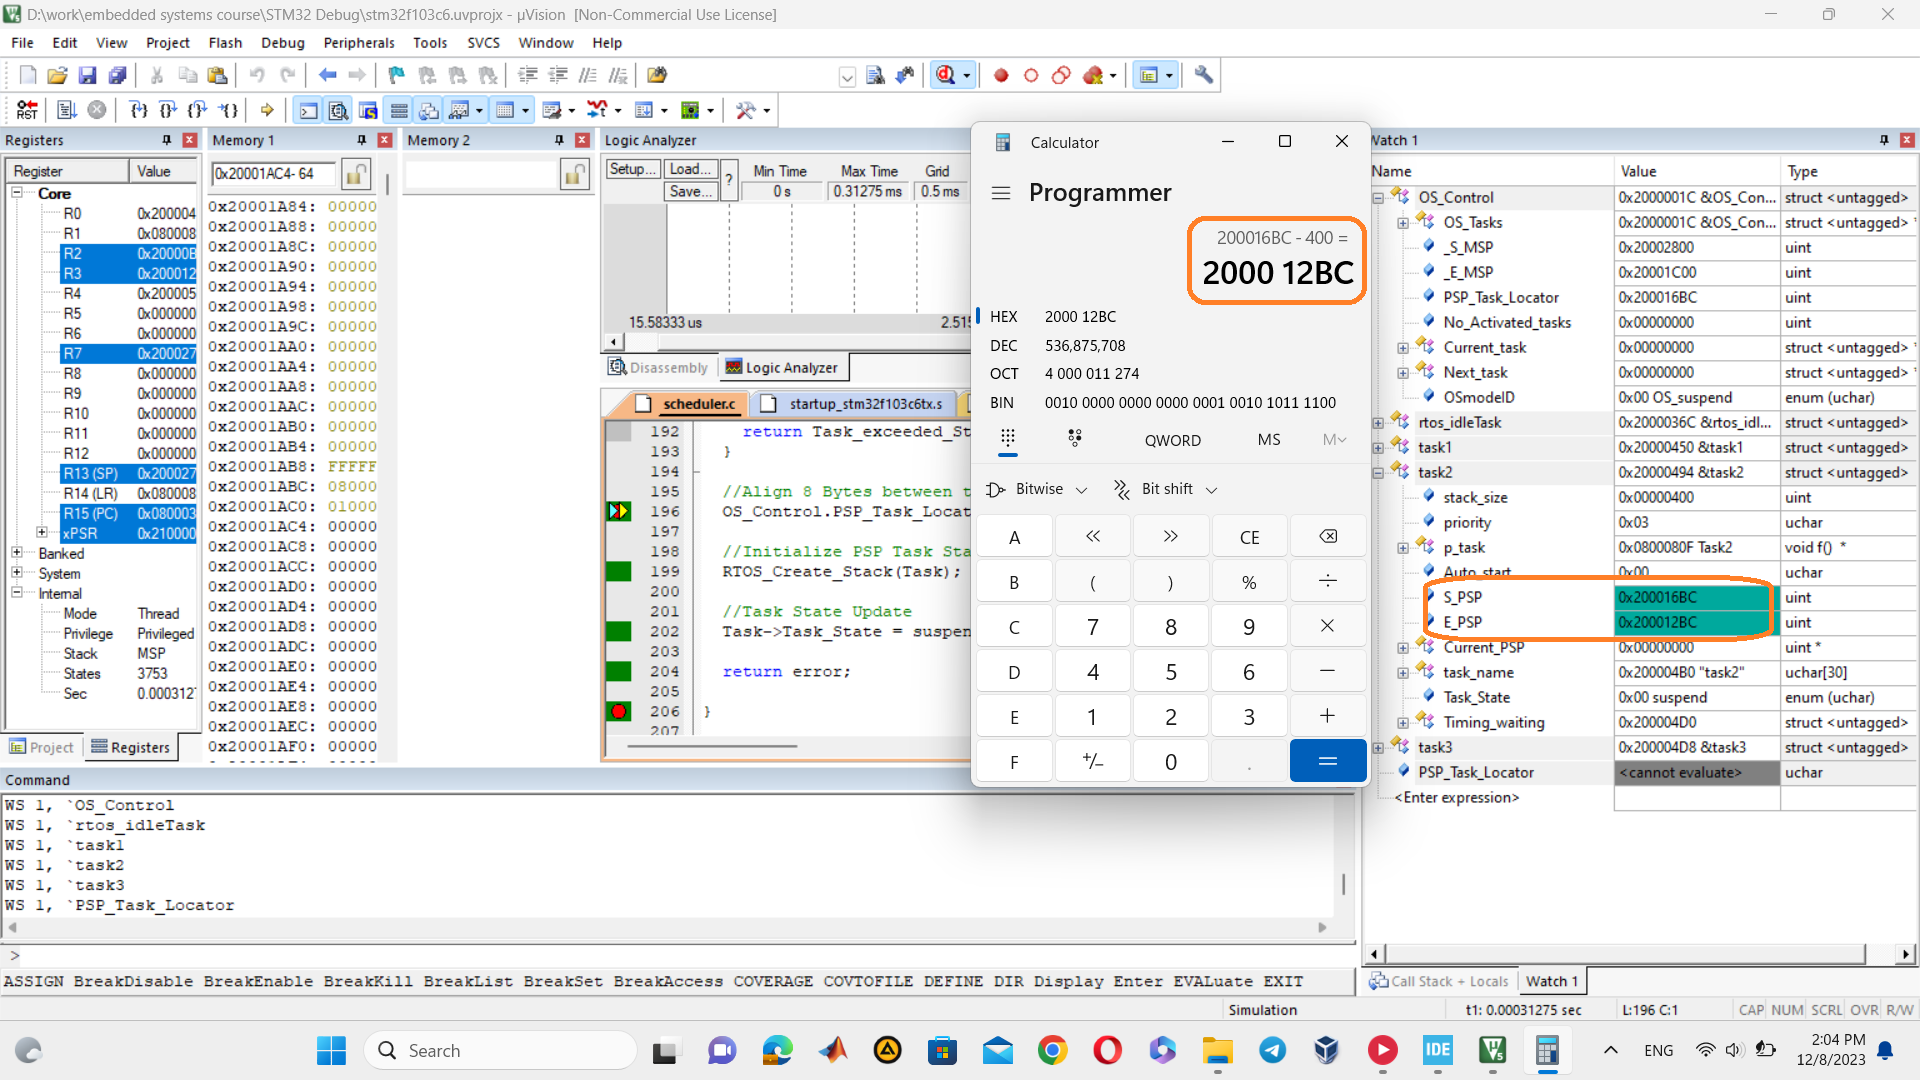 D:\work\embedded systems course\STM32 Debug\stm32f103c6.uvprojx - µVision  [Non-Commercial Use License]
File Edit View Project Flash Debug Peripherals Tools SVCS Window Help
Registers
Register Value
Core
R0 0x200004
R1 0x080008
R2 0x20000B
R3 0x200012
R4 0x200005
R5 0x000000
R6 0x000000
R7 0x200027
R8 0x000000
R9 0x000000
R10 0x000000
R11 0x000000
R12 0x000000
R13 (SP) 0x200027
R14 (LR) 0x080008
R15 (PC) 0x080003
xPSR 0x210000
Banked
System
Internal
Mode Thread
Privilege Privileged
Stack MSP
States 3753
Sec 0.000312
Project Registers
Memory 1
0x20001AC4- 64
0x20001A84: 00000
0x20001A88: 00000
0x20001A8C: 00000
0x20001A90: 00000
0x20001A94: 00000
0x20001A98: 00000
0x20001A9C: 00000
0x20001AA0: 00000
0x20001AA4: 00000
0x20001AA8: 00000
0x20001AAC: 00000
0x20001AB0: 00000
0x20001AB4: 00000
0x20001AB8: FFFFF
0x20001ABC: 08000
0x20001AC0: 01000
0x20001AC4: 00000
0x20001AC8: 00000
0x20001ACC: 00000
0x20001AD0: 00000
0x20001AD4: 00000
0x20001AD8: 00000
0x20001ADC: 00000
0x20001AE0: 00000
0x20001AE4: 00000
0x20001AE8: 00000
0x20001AEC: 00000
0x20001AF0: 00000
Memory 2
Logic Analyzer
Setup... Load... Save... ? Min Time Max Time Grid
0 s 0.31275 ms 0.5 ms
15.58333 us 2.515
Disassembly Logic Analyzer
scheduler.c startup_stm32f103c6tx.s
192 return Task_exceeded_St
193 }
194
195 //Align 8 Bytes between t
196 OS_Control.PSP_Task_Locat
197
198 //Initialize PSP Task Sta
199 RTOS_Create_Stack(Task);
200
201 //Task State Update
202 Task->Task_State = suspen
203
204 return error;
205
206 }
207
Calculator
Programmer
200016BC - 400 =
2000 12BC
HEX 2000 12BC
DEC 536,875,708
OCT 4 000 011 274
BIN 0010 0000 0000 0000 0001 0010 1011 1100
QWORD MS M
Bitwise Bit shift
A « » CE
B ( ) % ÷
C 7 8 9 ×
D 4 5 6 −
E 1 2 3 +
F +/− 0 . =
Watch 1
Name Value Type
OS_Control 0x2000001C &OS_Con... struct <untagged>
OS_Tasks 0x2000001C &OS_Con... struct <untagged> *
_S_MSP 0x20002800 uint
_E_MSP 0x20001C00 uint
PSP_Task_Locator 0x200016BC uint
No_Activated_tasks 0x00000000 uint
Current_task 0x00000000 struct <untagged> *
Next_task 0x00000000 struct <untagged> *
OSmodeID 0x00 OS_suspend enum (uchar)
rtos_idleTask 0x2000036C &rtos_idl... struct <untagged>
task1 0x20000450 &task1 struct <untagged>
task2 0x20000494 &task2 struct <untagged>
stack_size 0x00000400 uint
priority 0x03 uchar
p_task 0x0800080F Task2 void f() *
Auto_start 0x00 uchar
S_PSP 0x200016BC uint
E_PSP 0x200012BC uint
Current_PSP 0x00000000 uint *
task_name 0x200004B0 "task2" uchar[30]
Task_State 0x00 suspend enum (uchar)
Timing_waiting 0x200004D0 struct <untagged>
task3 0x200004D8 &task3 struct <untagged>
PSP_Task_Locator <cannot evaluate> uchar
<Enter expression>
Call Stack + Locals Watch 1
Command
WS 1, `OS_Control
WS 1, `rtos_idleTask
WS 1, `task1
WS 1, `task2
WS 1, `task3
WS 1, `PSP_Task_Locator
>
ASSIGN BreakDisable BreakEnable BreakKill BreakList BreakSet BreakAccess COVERAGE COVTOFILE DEFINE DIR Display Enter EVALuate EXIT
Simulation t1: 0.00031275 sec L:196 C:1 CAP NUM SCRL OVR R/W
Search
IDE
ENG
2:04 PM
12/8/2023